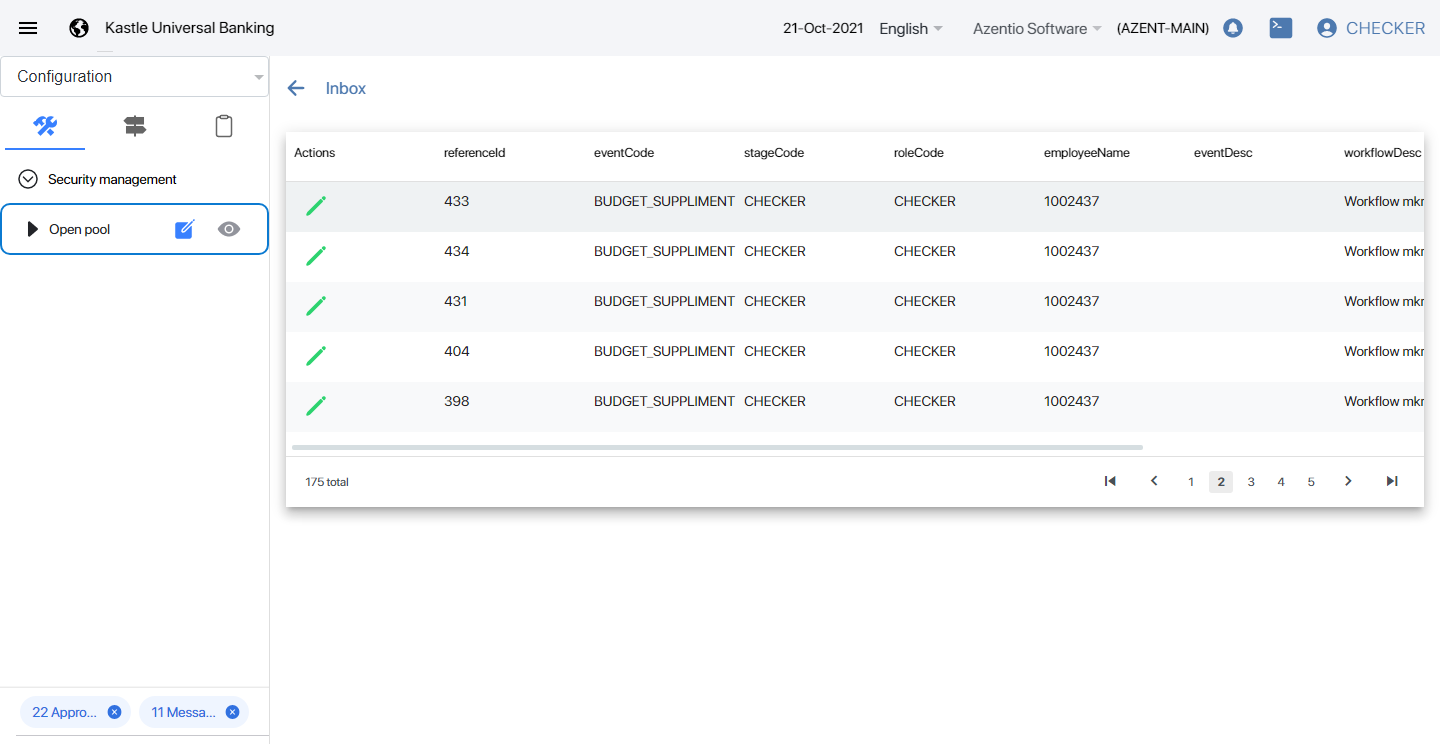 Kastle Universal Banking 21-Oct-2021 English Azentio Software (AZENT-MAIN) CHECKER
Configuration
Security management
Open pool
Inbox
Actions referenceId eventCode stageCode roleCode employeeName eventDesc workflowDesc
433 BUDGET_SUPPLIMENT CHECKER CHECKER 1002437 Workflow mkr
434 BUDGET_SUPPLIMENT CHECKER CHECKER 1002437 Workflow mkr
431 BUDGET_SUPPLIMENT CHECKER CHECKER 1002437 Workflow mkr
404 BUDGET_SUPPLIMENT CHECKER CHECKER 1002437 Workflow mkr
398 BUDGET_SUPPLIMENT CHECKER CHECKER 1002437 Workflow mkr
175 total 1 2 3 4 5
22 Appro... 11 Messa...